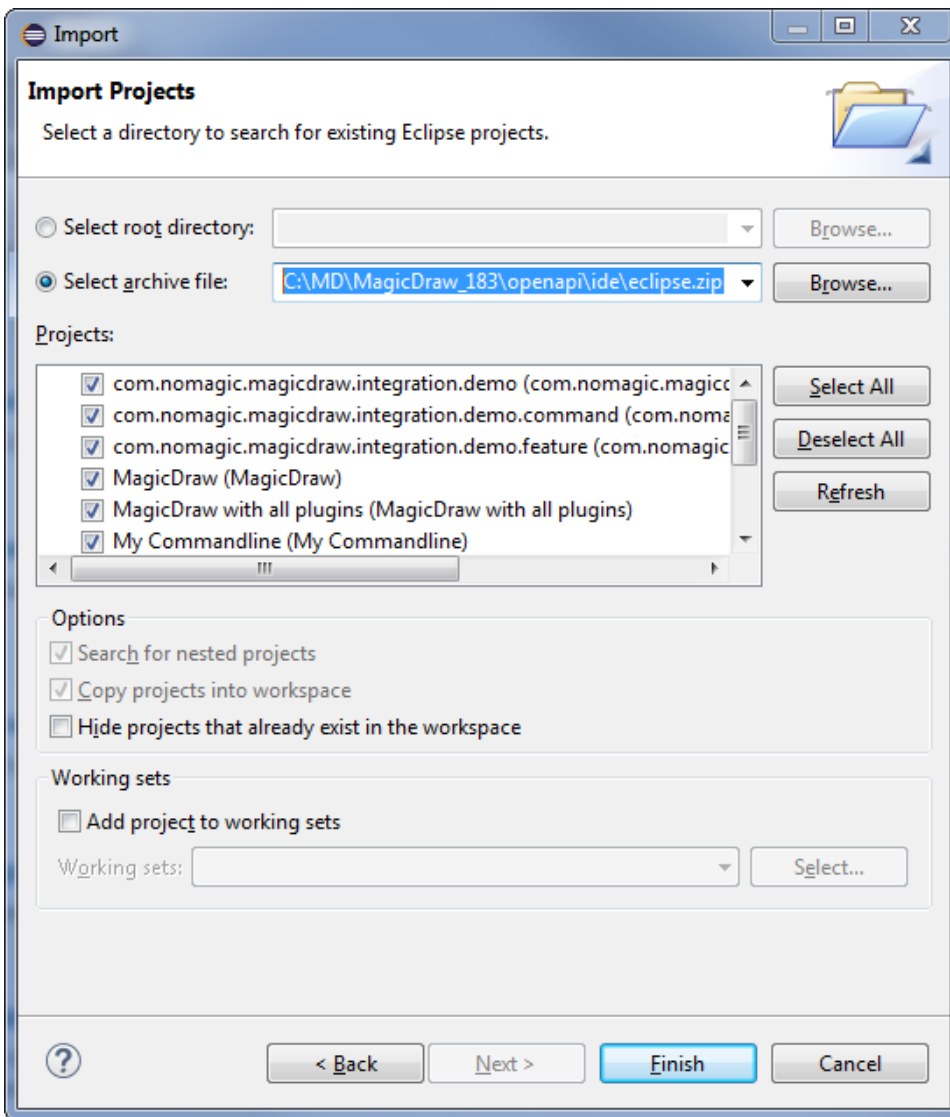 Import
Import Projects
Select a directory to search for existing Eclipse projects.
Select root directory: Browse...
Select archive file: C:\MD\MagicDraw_183\openapi\ide\eclipse.zip Browse...
Projects:
com.nomagic.magicdraw.integration.demo (com.nomagic.magicd
Select All
com.nomagic.magicdraw.integration.demo.command (com.noma
com.nomagic.magicdraw.integration.demo.feature (com.nomagic
Deselect All
MagicDraw (MagicDraw)
Refresh
MagicDraw with all plugins (MagicDraw with all plugins)
My Commandline (My Commandline)
Options
Search for nested projects
Copy projects into workspace
Hide projects that already exist in the workspace
Working sets
Add project to working sets
Working sets: Select...
? < Back Next > Finish Cancel